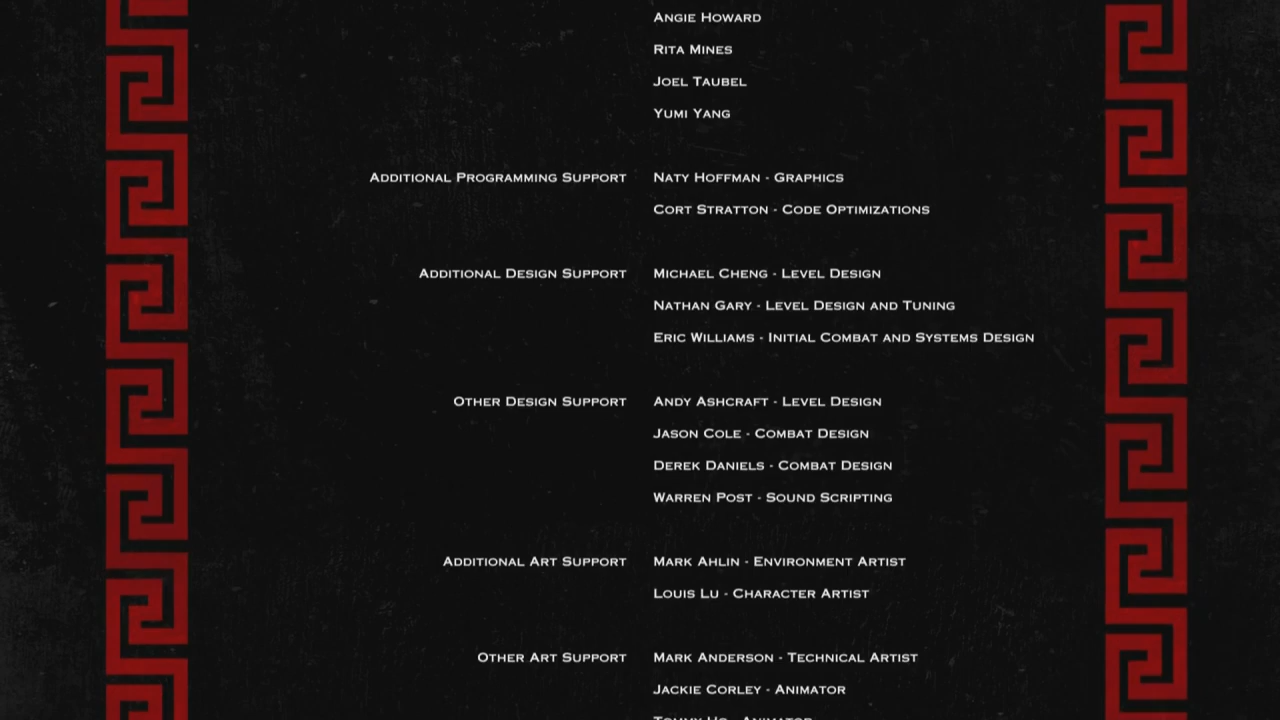 Angie Howard
Rita Mines
Joel Taubel
Yumi Yang
Additional Programming Support Naty Hoffman - Graphics
Cort Stratton - Code Optimizations
Additional Design Support Michael Cheng - Level Design
Nathan Gary - Level Design and Tuning
Eric Williams - Initial Combat and Systems Design
Other Design Support Andy Ashcraft - Level Design
Jason Cole - Combat Design
Derek Daniels - Combat Design
Warren Post - Sound Scripting
Additional Art Support Mark Ahlin - Environment Artist
Louis Lu - Character Artist
Other Art Support Mark Anderson - Technical Artist
Jackie Corley - Animator
Tommy Ho - Animator